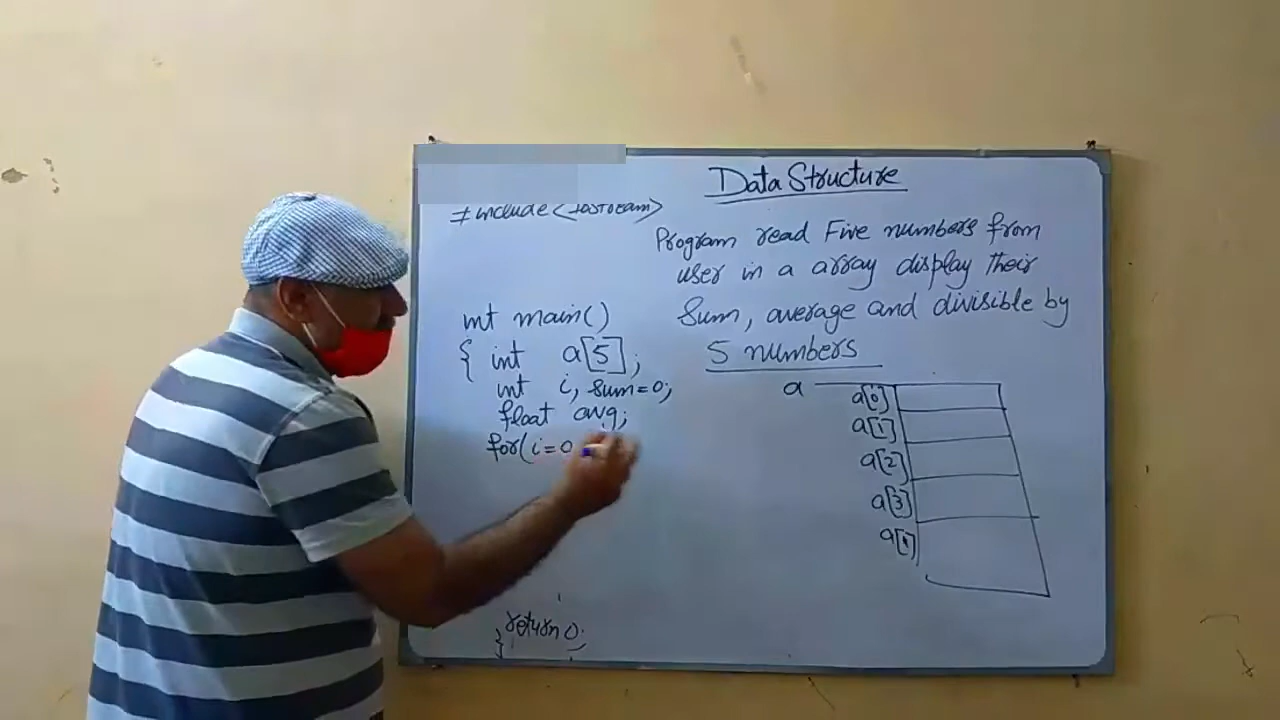 Data Structure
#include<iostream>
Program read Five numbers from
user in a array display their
Sum, average and divisible by
5 numbers
int main()
{ int a[5];
int i, sum=0;
float avg;
for(i=0
return 0;
}
a
a[0]
a[1]
a[2]
a[3]
a[4]